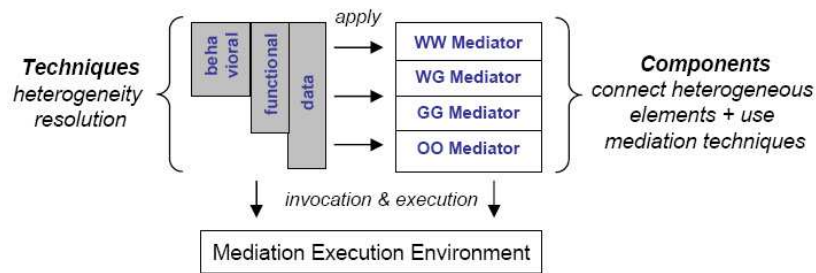 apply
Techniques
heterogeneity
resolution
beha
vioral
functional
data
WW Mediator
WG Mediator
GG Mediator
OO Mediator
Components
connect heterogeneous
elements + use
mediation techniques
invocation & execution
Mediation Execution Environment